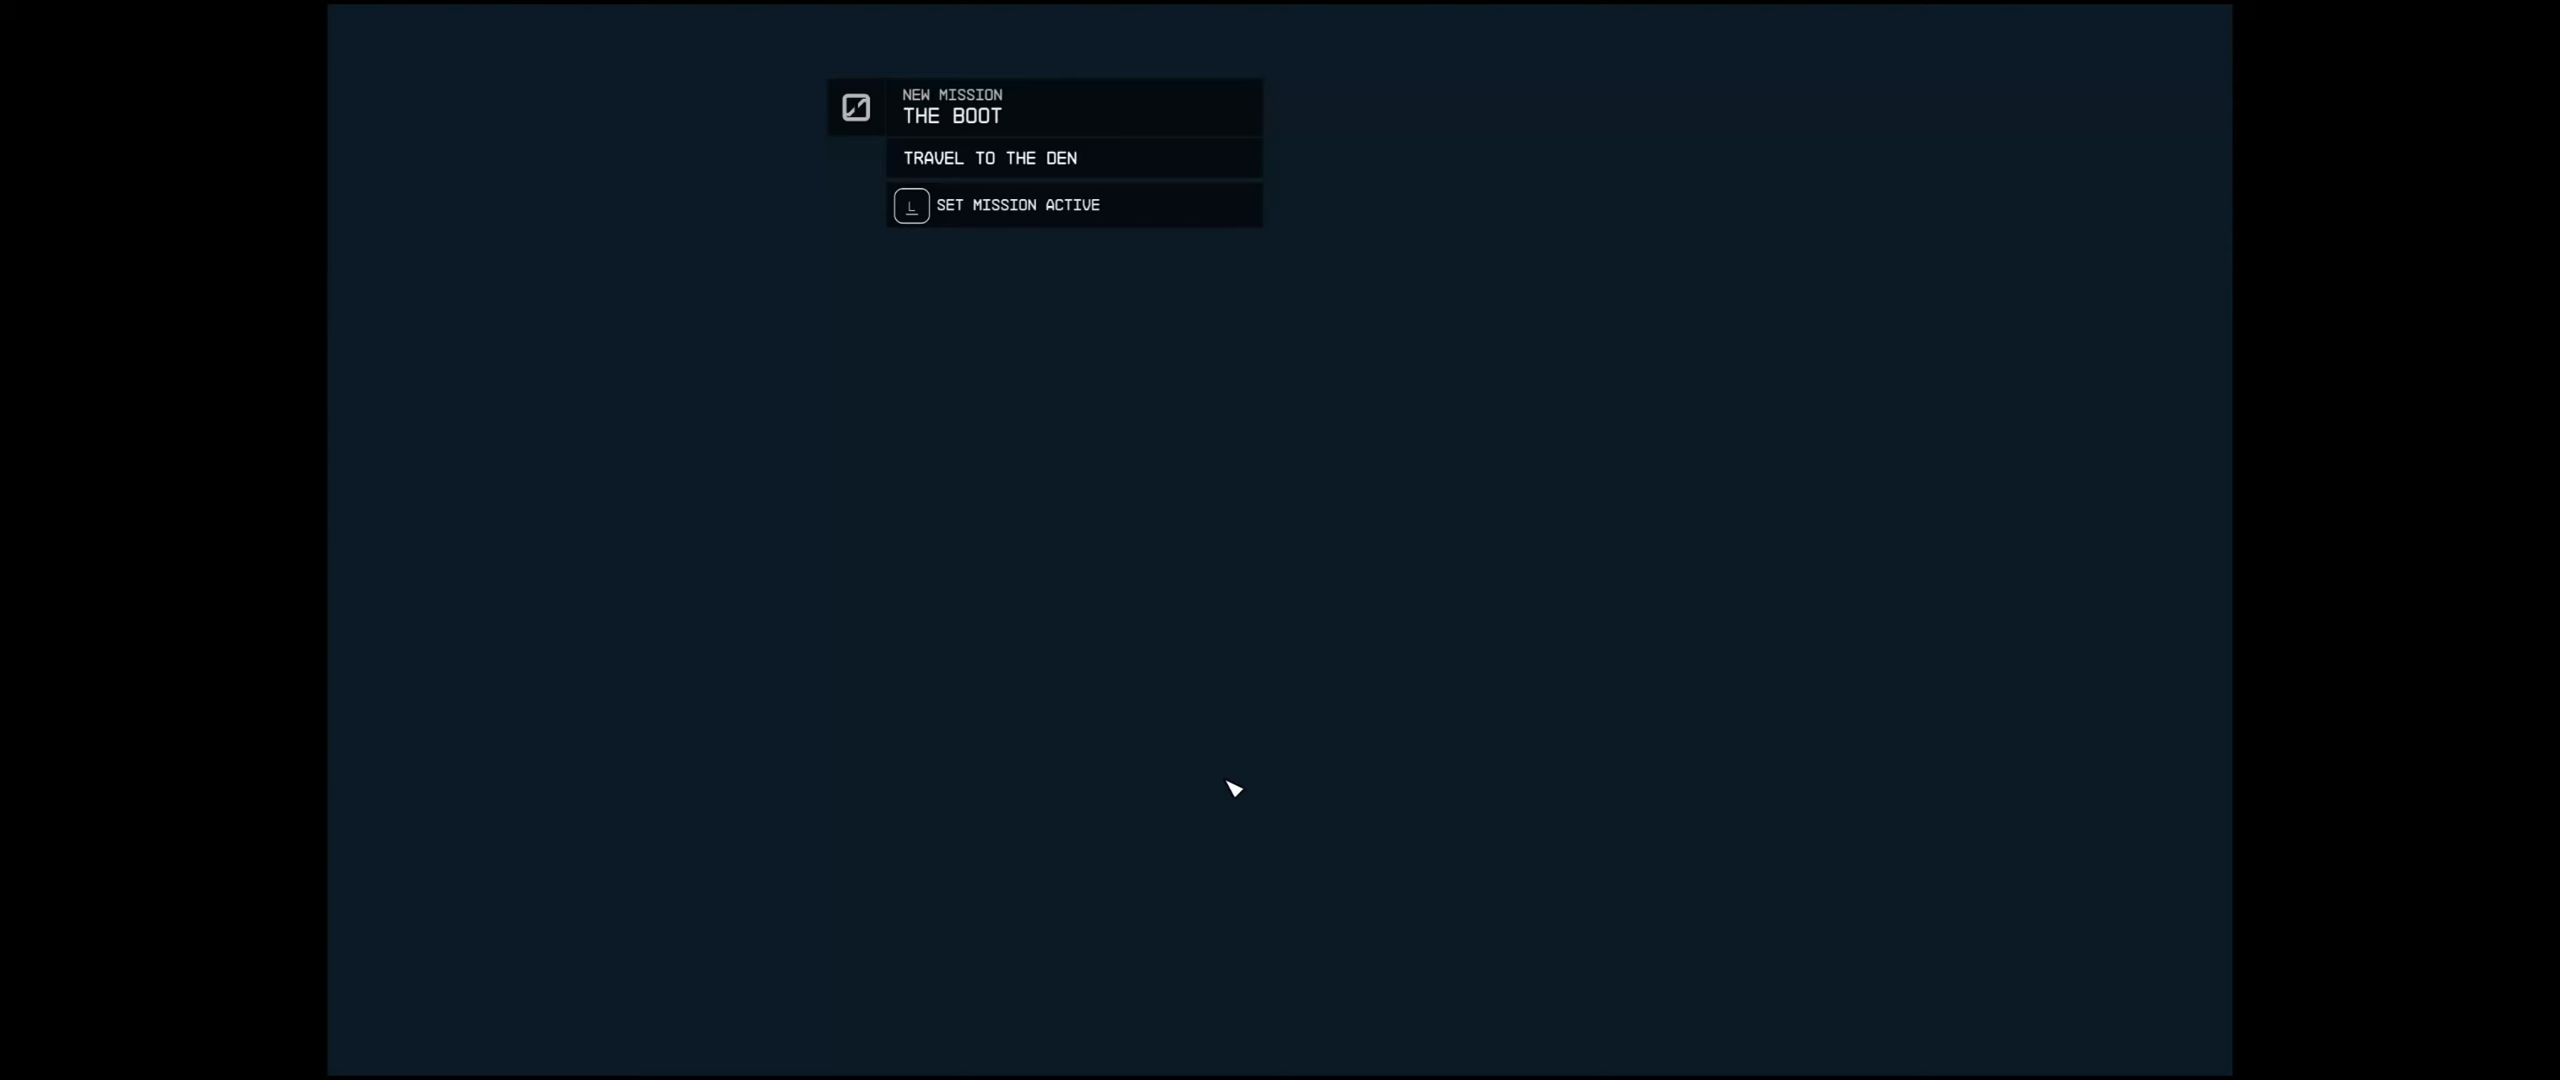 NEW MISSION
THE BOOT
TRAVEL TO THE DEN
L SET MISSION ACTIVE